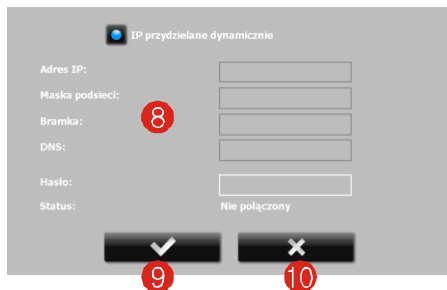 IP przydzielane dynamicznie
Adres IP:
Maska podsieci:
8
Bramka:
DNS:
Hasło:
Status: Nie połączony
9 10